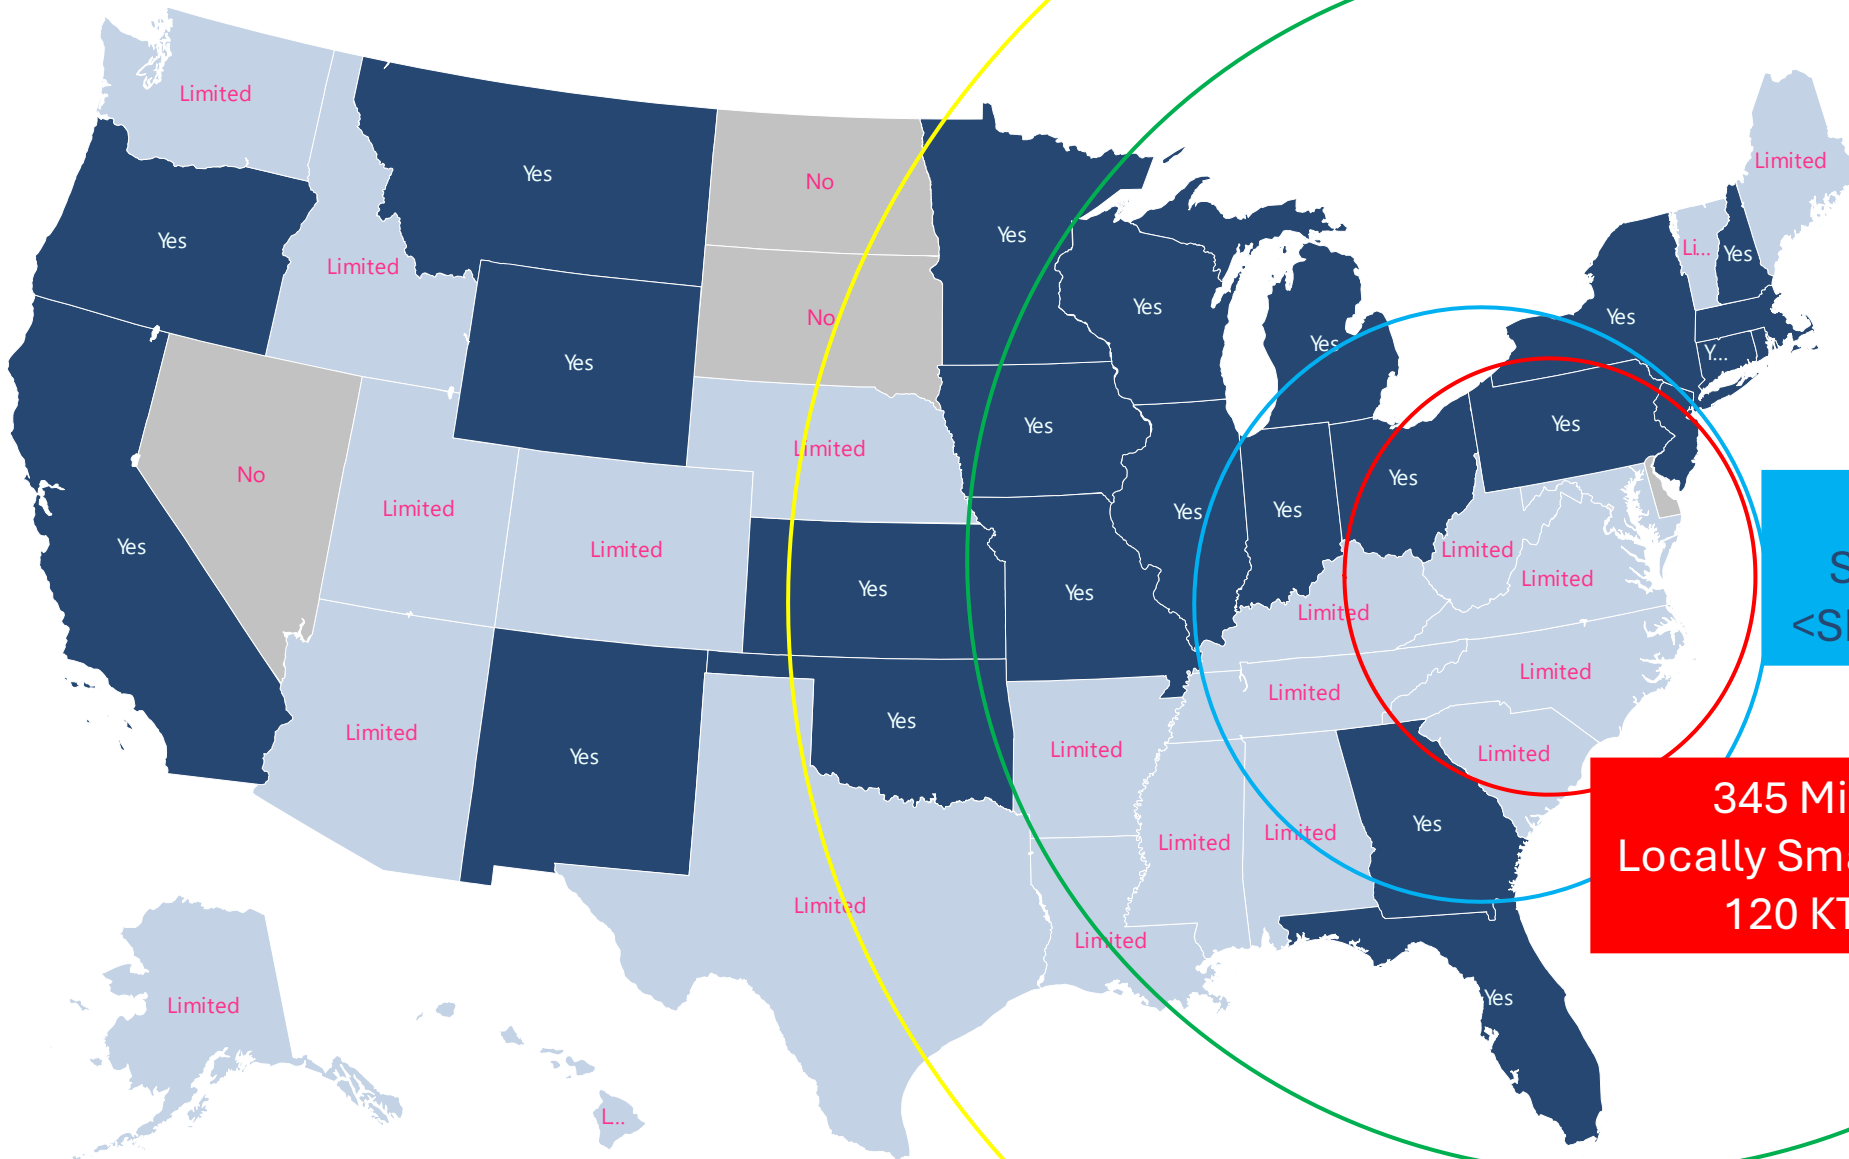 Limited
Limited
Yes
No
Yes
Limited
Yes
Limited
Li...
Yes
Yes
No
Yes
Yes
Yes
Y...
Yes
Limited
Yes
Yes
No
Limited
Yes
Yes
Yes
Yes
Limited
Limited
Limited
Yes
Yes
Limited
S
<S
Limited
Limited
Limited
Yes
Limited
Yes
Limited
Limited
345 Mi
Locally Sm
120 KT
Limited
Limited
Yes
Limited
Limited
Yes
Limited
L...